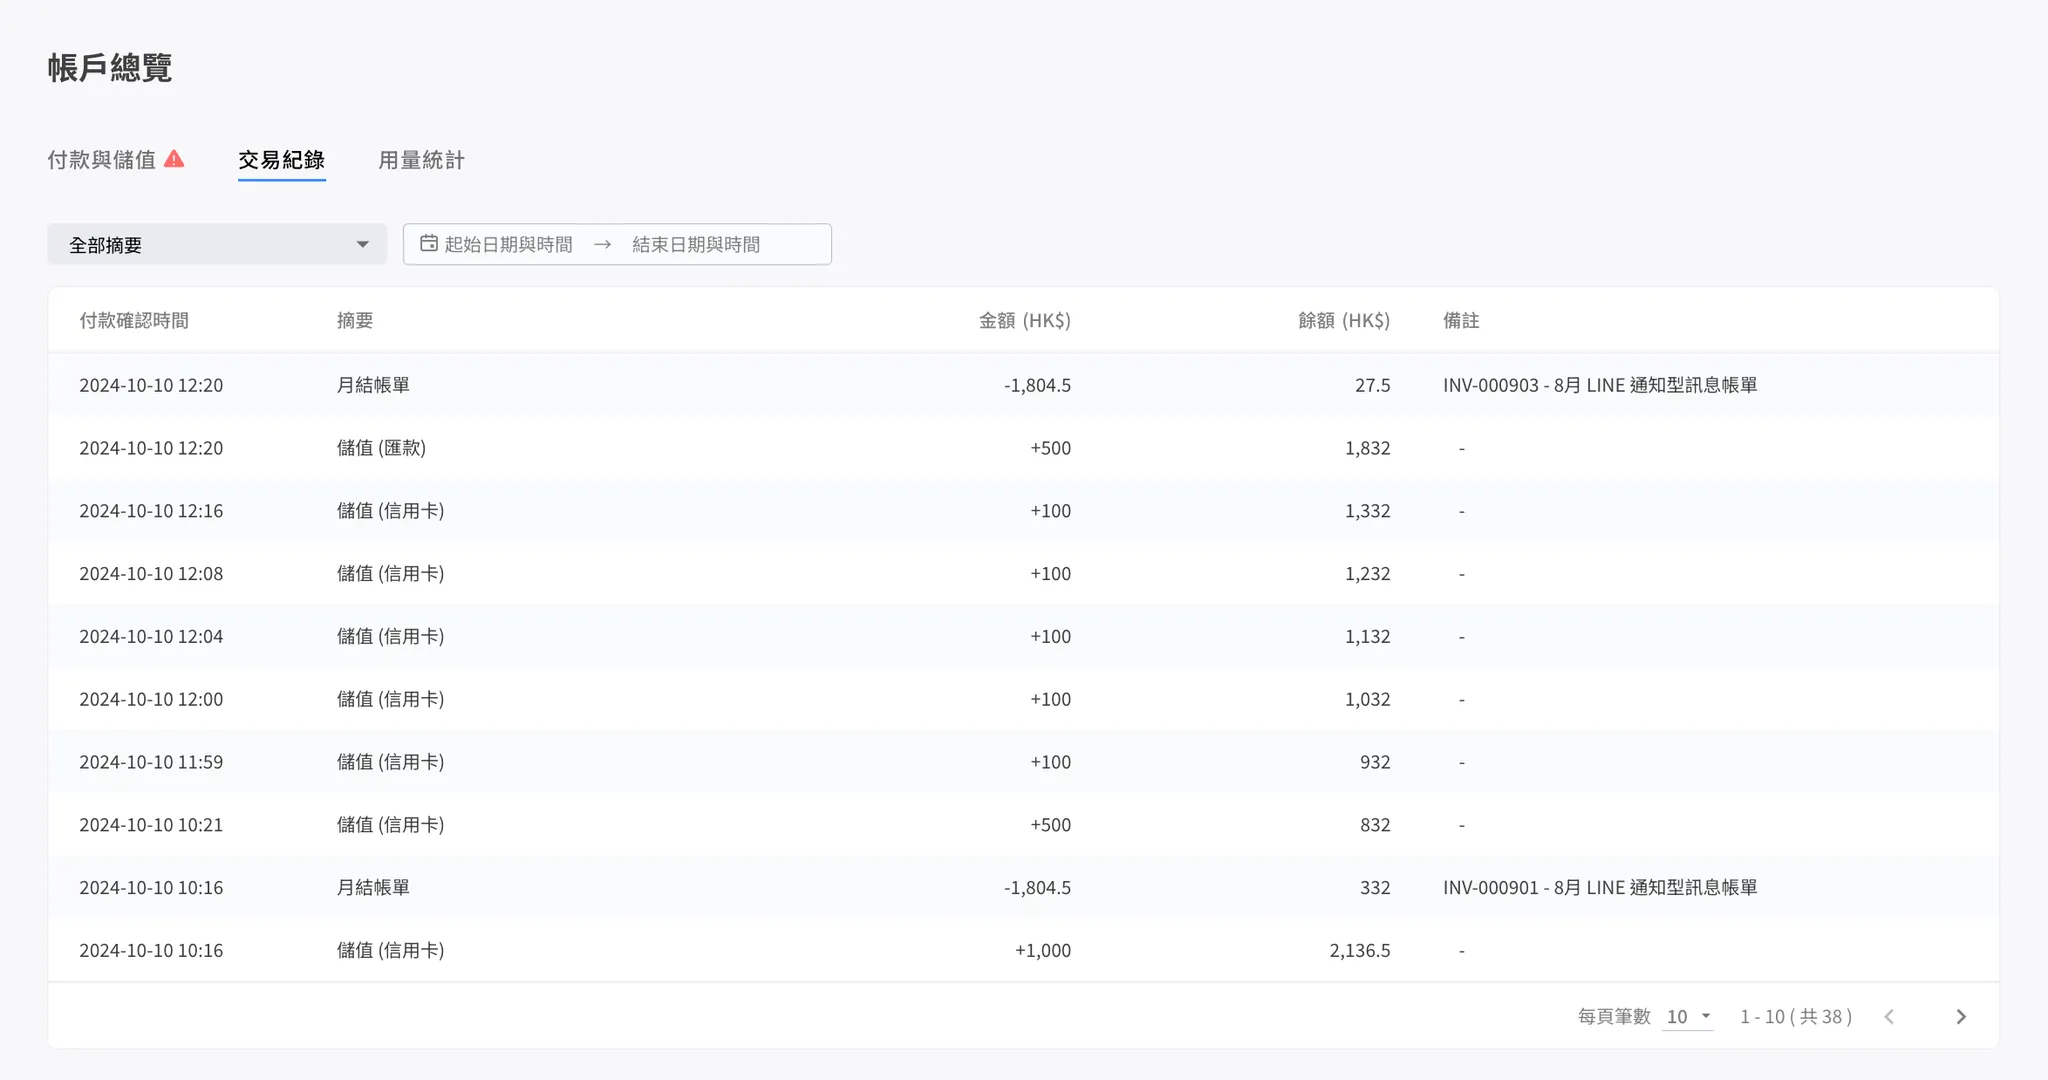 帳戶總覽
付款與儲值 交易紀錄 用量統計
全部摘要 起始日期與時間 → 結束日期與時間
付款確認時間 摘要 金額 (HK$) 餘額 (HK$) 備註
2024-10-10 12:20 月結帳單 -1,804.5 27.5 INV-000903 - 8月 LINE 通知型訊息帳單
2024-10-10 12:20 儲值 (匯款) +500 1,832 -
2024-10-10 12:16 儲值 (信用卡) +100 1,332 -
2024-10-10 12:08 儲值 (信用卡) +100 1,232 -
2024-10-10 12:04 儲值 (信用卡) +100 1,132 -
2024-10-10 12:00 儲值 (信用卡) +100 1,032 -
2024-10-10 11:59 儲值 (信用卡) +100 932 -
2024-10-10 10:21 儲值 (信用卡) +500 832 -
2024-10-10 10:16 月結帳單 -1,804.5 332 INV-000901 - 8月 LINE 通知型訊息帳單
2024-10-10 10:16 儲值 (信用卡) +1,000 2,136.5 -
每頁筆數 10 1 - 10 ( 共 38 )